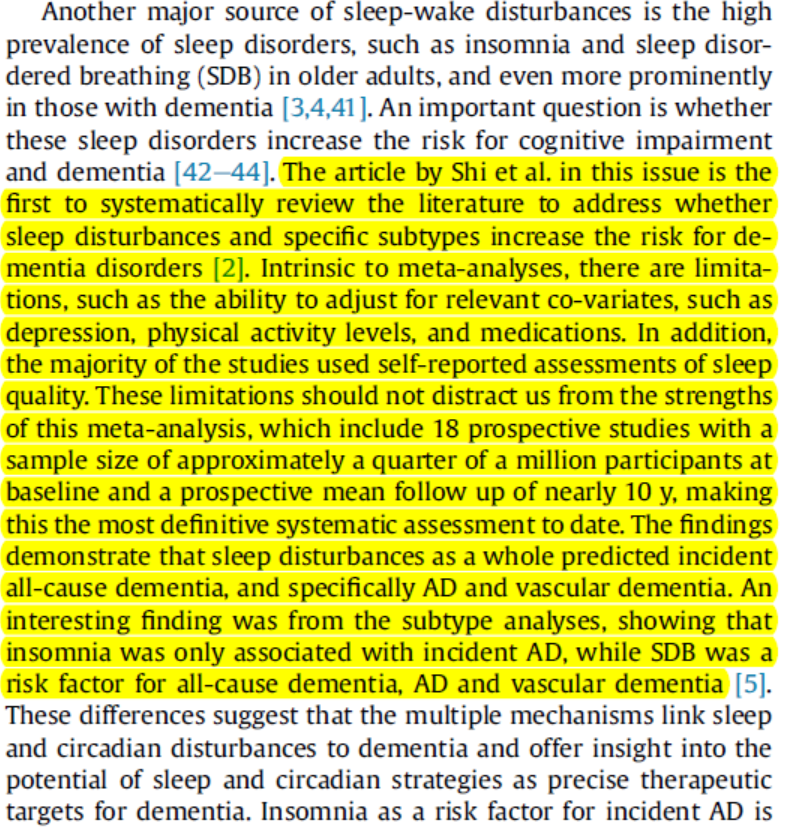 Another major source of sleep-wake disturbances is the high
prevalence of sleep disorders, such as insomnia and sleep disor-
dered breathing (SDB) in older adults, and even more prominently
in those with dementia [3,4,41]. An important question is whether
these sleep disorders increase the risk for cognitive impairment
and dementia [42–44]. The article by Shi et al. in this issue is the
first to systematically review the literature to address whether
sleep disturbances and specific subtypes increase the risk for de-
mentia disorders [2]. Intrinsic to meta-analyses, there are limita-
tions, such as the ability to adjust for relevant co-variates, such as
depression, physical activity levels, and medications. In addition,
the majority of the studies used self-reported assessments of sleep
quality. These limitations should not distract us from the strengths
of this meta-analysis, which include 18 prospective studies with a
sample size of approximately a quarter of a million participants at
baseline and a prospective mean follow up of nearly 10 y, making
this the most definitive systematic assessment to date. The findings
demonstrate that sleep disturbances as a whole predicted incident
all-cause dementia, and specifically AD and vascular dementia. An
interesting finding was from the subtype analyses, showing that
insomnia was only associated with incident AD, while SDB was a
risk factor for all-cause dementia, AD and vascular dementia [5].
These differences suggest that the multiple mechanisms link sleep
and circadian disturbances to dementia and offer insight into the
potential of sleep and circadian strategies as precise therapeutic
targets for dementia. Insomnia as a risk factor for incident AD is